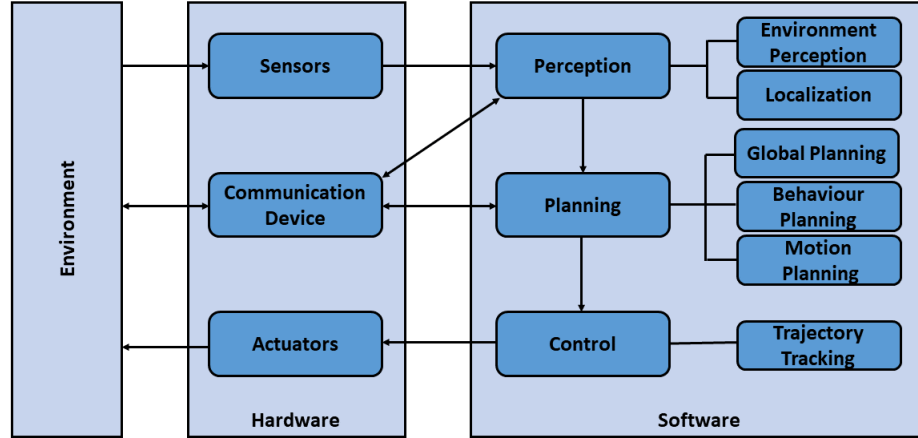 Environment
Sensors
Communication
Device
Actuators
Hardware
Perception
Planning
Control
Environment
Perception
Localization
Global Planning
Behaviour
Planning
Motion
Planning
Trajectory
Tracking
Software